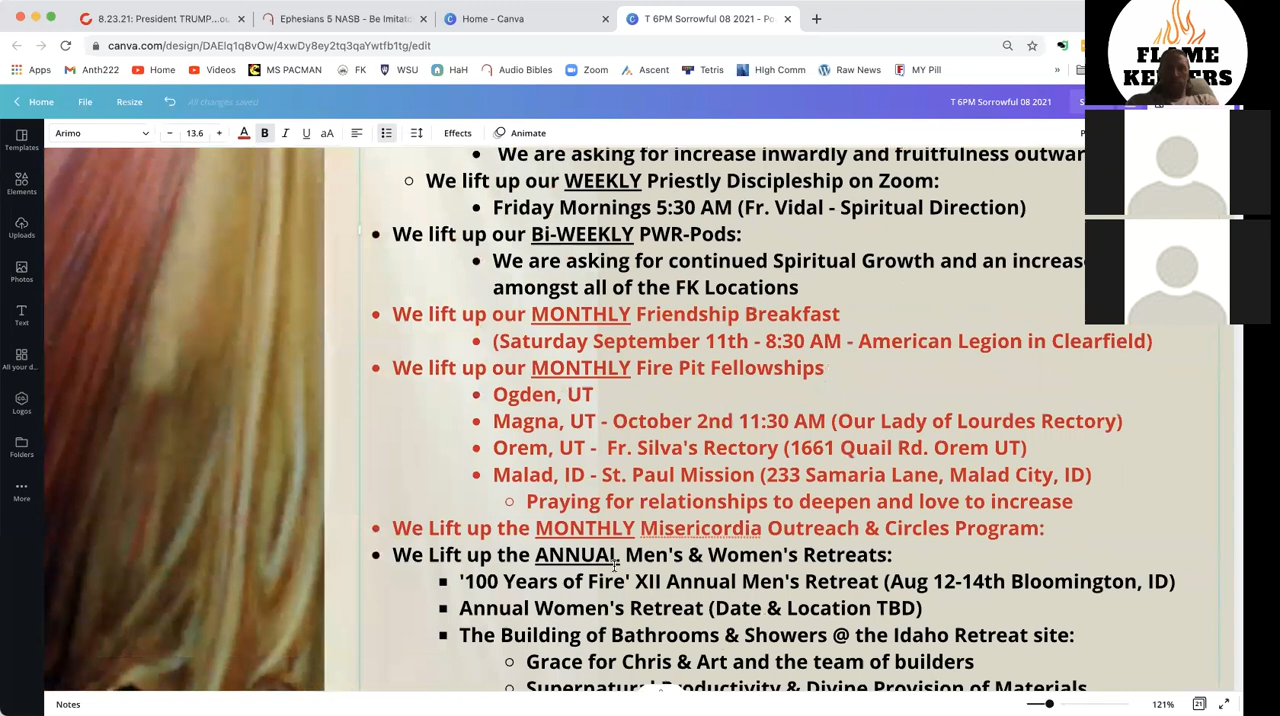 8.23.21: President TRUMP...ou
Ephesians 5 NASB - Be Imitato
Home - Canva
T 6PM Sorrowful 08 2021 - Po
canva.com/design/DAElq1q8vOw/4xwDy8ey2tq3qaYwtfb1tg/edit
Apps Anth222 Home Videos MS PACMAN FK WSU HaH Audio Bibles Zoom Ascent Tetris High Comm Raw News MY Pill »
FLAME
KEEPERS
Home File Resize All changes saved T 6PM Sorrowful 08 2021
Arimo - 13.6 + A B I U aA Effects Animate
Templates
Elements
Uploads
Photos
Text
All your d...
Logos
Folders
More
We are asking for increase inwardly and fruitfulness outwar
We lift up our WEEKLY Priestly Discipleship on Zoom:
Friday Mornings 5:30 AM (Fr. Vidal - Spiritual Direction)
We lift up our Bi-WEEKLY PWR-Pods:
We are asking for continued Spiritual Growth and an increase
amongst all of the FK Locations
We lift up our MONTHLY Friendship Breakfast
(Saturday September 11th - 8:30 AM - American Legion in Clearfield)
We lift up our MONTHLY Fire Pit Fellowships
Ogden, UT
Magna, UT - October 2nd 11:30 AM (Our Lady of Lourdes Rectory)
Orem, UT - Fr. Silva's Rectory (1661 Quail Rd. Orem UT)
Malad, ID - St. Paul Mission (233 Samaria Lane, Malad City, ID)
Praying for relationships to deepen and love to increase
We Lift up the MONTHLY Misericordia Outreach & Circles Program:
We Lift up the ANNUAL Men's & Women's Retreats:
'100 Years of Fire' XII Annual Men's Retreat (Aug 12-14th Bloomington, ID)
Annual Women's Retreat (Date & Location TBD)
The Building of Bathrooms & Showers @ the Idaho Retreat site:
Grace for Chris & Art and the team of builders
Supernatural Productivity & Divine Provision of Materials
Notes 121% 21